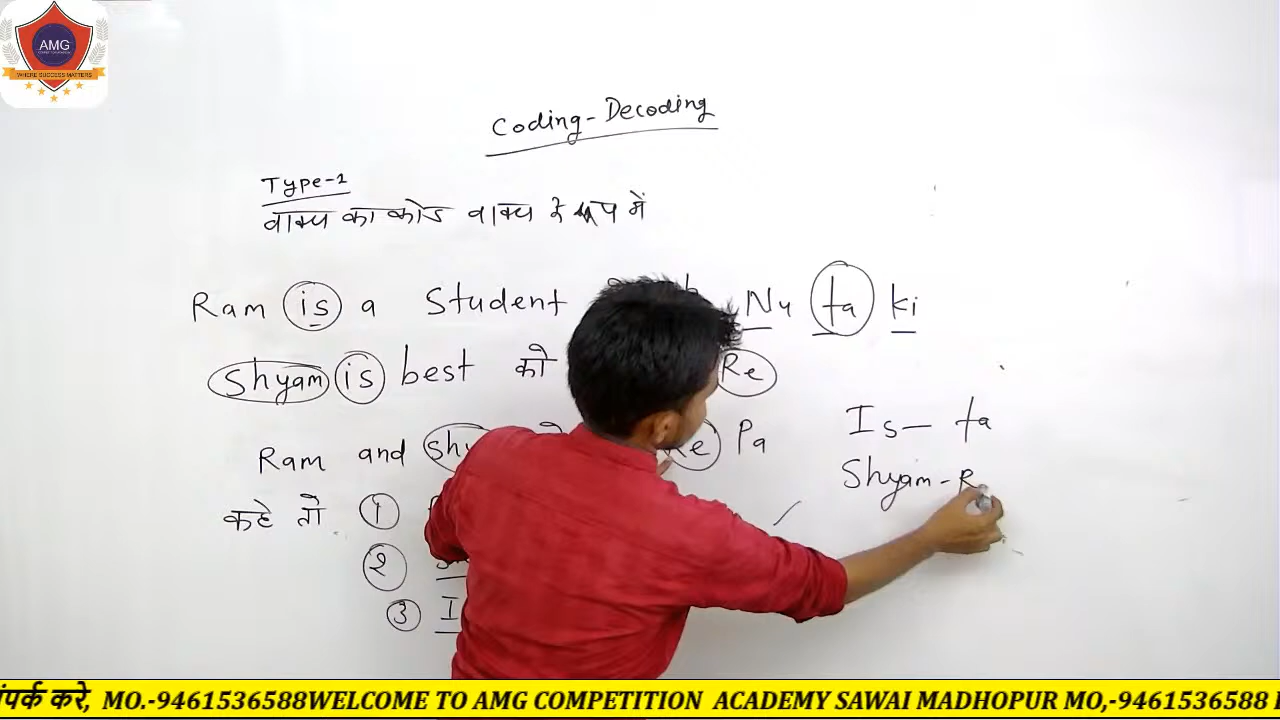 AMG
WHERE SUCCESS MATTERS
Coding-Decoding
Type-1
वाक्य का कोड वाक्य के रूप में
Ram is a Student Nu ta ki
Shyam is best को Re
Ram and Shy Re Pa
कहे तो 1
2
3 I
Is - ta
Shyam - R
संपर्क करे, MO.-9461536588WELCOME TO AMG COMPETITION ACADEMY SAWAI MADHOPUR MO,-9461536588